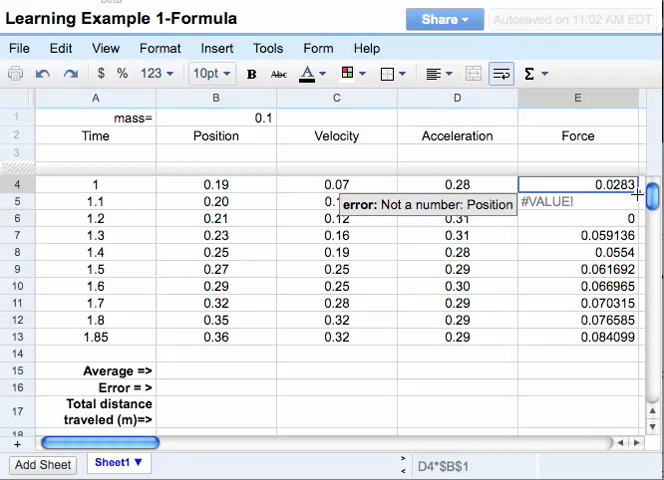 beta
Learning Example 1-Formula
Share
Autosaved on 11:02 AM EDT
File Edit View Format Insert Tools Form Help
$ % 123 10pt B Abc A Σ
A B C D E
1 mass= 0.1
2 Time Position Velocity Acceleration Force
3
4 1 0.19 0.07 0.28 0.0283
5 1.1 0.20 error: Not a number: Position #VALUE!
6 1.2 0.21 0.12 0.31 0
7 1.3 0.23 0.16 0.31 0.059136
8 1.4 0.25 0.19 0.28 0.0554
9 1.5 0.27 0.25 0.29 0.061692
10 1.6 0.29 0.25 0.30 0.066965
11 1.7 0.32 0.28 0.29 0.070315
12 1.8 0.35 0.32 0.29 0.076585
13 1.85 0.36 0.32 0.29 0.084099
14
15 Average =>
16 Error = >
17 Total distance
traveled (m)=>
18
Add Sheet Sheet1 D4*$B$1